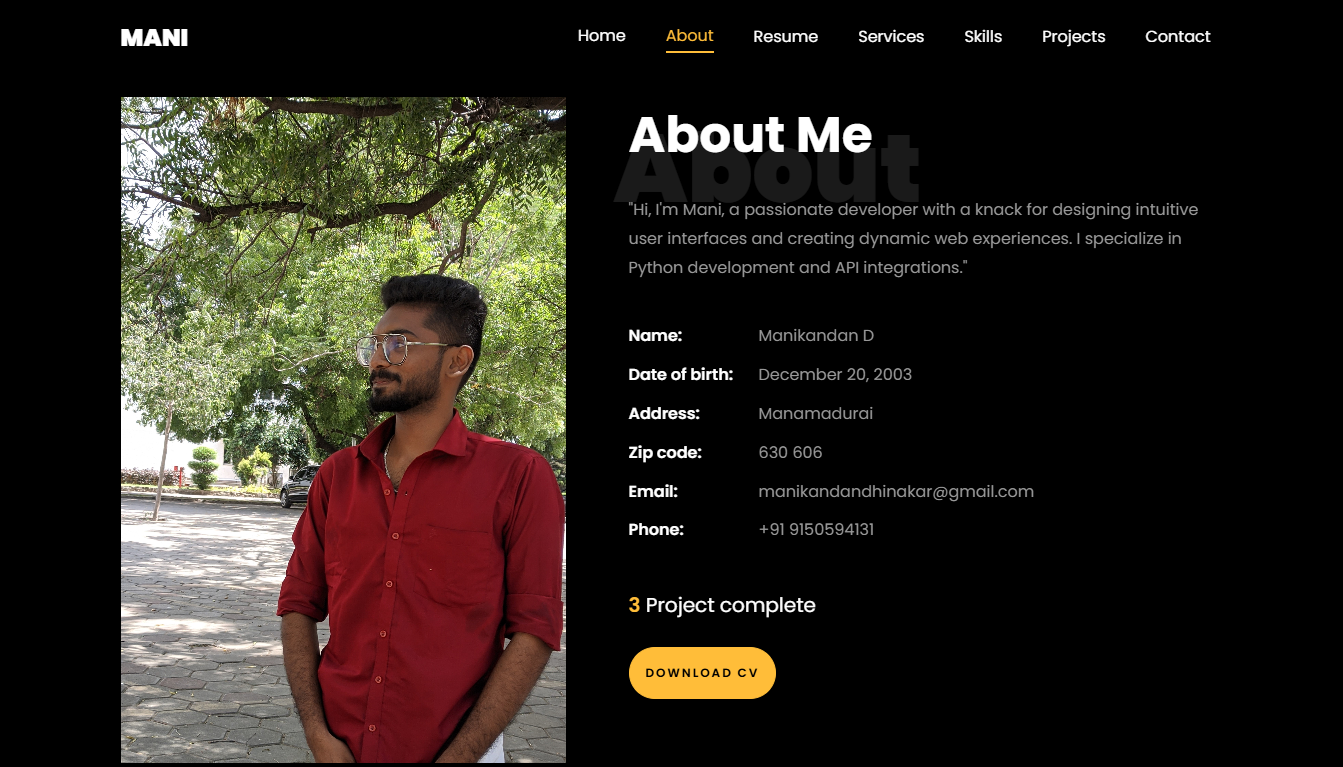 MANI
Home About Resume Services Skills Projects Contact
About Me
About
"Hi, I'm Mani, a passionate developer with a knack for designing intuitive
user interfaces and creating dynamic web experiences. I specialize in
Python development and API integrations."
Name: Manikandan D
Date of birth: December 20, 2003
Address: Manamadurai
Zip code: 630 606
Email: manikandandhinakar@gmail.com
Phone: +91 9150594131
3 Project complete
DOWNLOAD CV